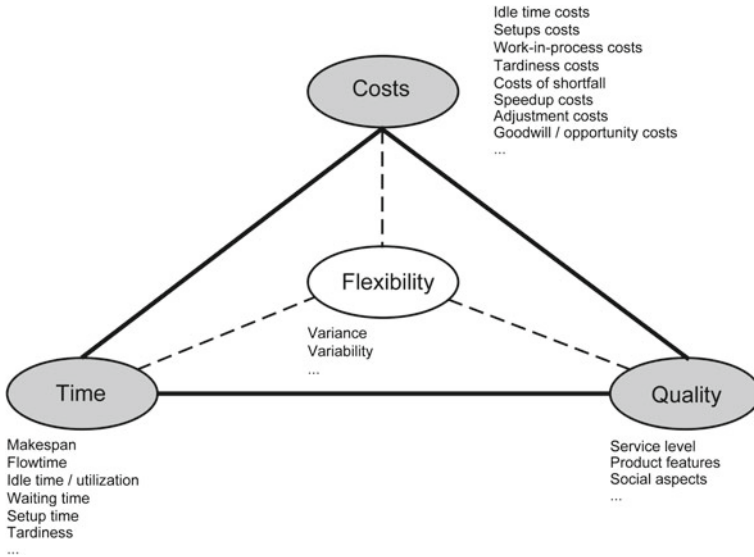 Idle time costs
Setups costs
Work-in-process costs
Tardiness costs
Costs of shortfall
Speedup costs
Adjustment costs
Goodwill / opportunity costs
...
Costs
Flexibility
Variance
Variability
...
Time
Makespan
Flowtime
Idle time / utilization
Waiting time
Setup time
Tardiness
...
Quality
Service level
Product features
Social aspects
...